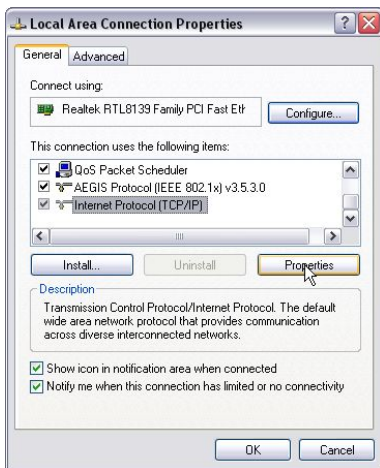 Local Area Connection Properties
General Advanced
Connect using:
Realtek RTL8139 Family PCI Fast Eth
Configure...
This connection uses the following items:
QoS Packet Scheduler
AEGIS Protocol (IEEE 802.1x) v3.5.3.0
Internet Protocol (TCP/IP)
Install... Uninstall Properties
Description
Transmission Control Protocol/Internet Protocol. The default
wide area network protocol that provides communication
across diverse interconnected networks.
Show icon in notification area when connected
Notify me when this connection has limited or no connectivity
OK Cancel